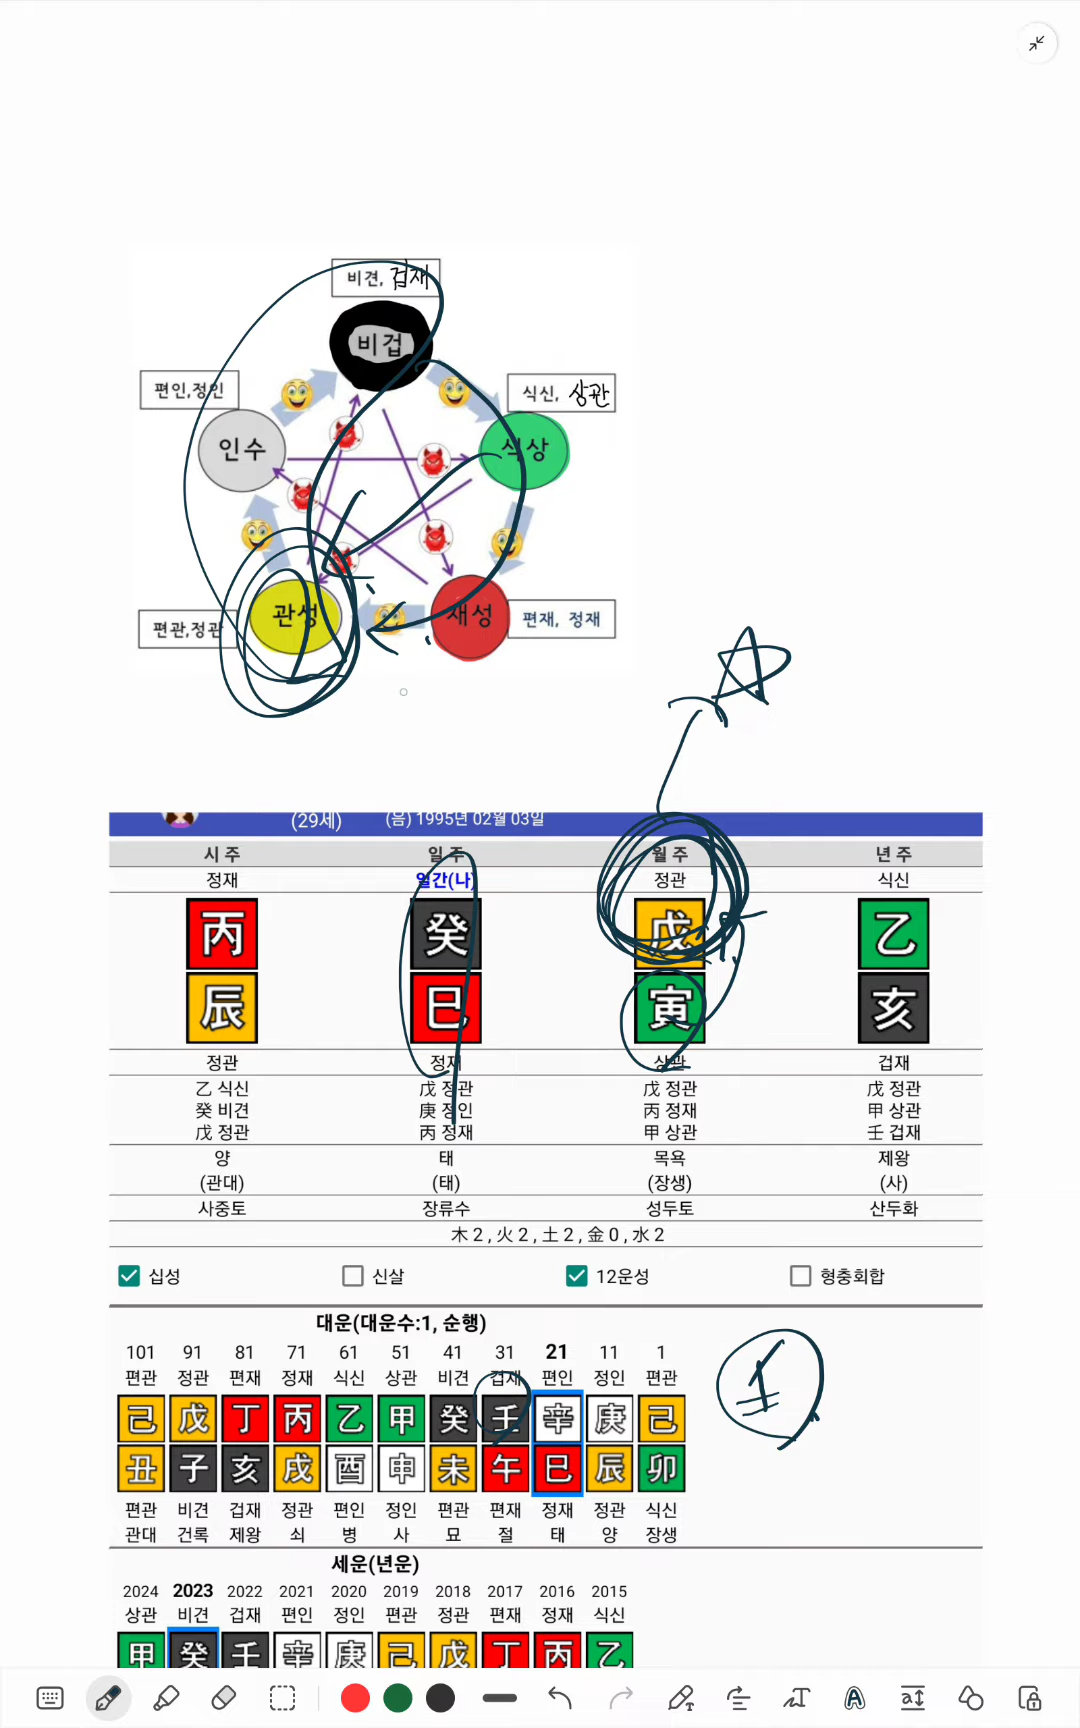 비견, 겁재
비겁
편인,정인
식신, 상관
인수
식상
관성
재성
편관,정관
편재, 정재
(29세) (음) 1995년 02월 03일
시주 일주 월주 년주
정재 일간(나) 정관 식신
丙 癸 戊 乙
辰 巳 寅 亥
정관 정재 상관 겁재
乙 식신 戊 정관 戊 정관 戊 정관
癸 비견 庚 정인 丙 정재 甲 상관
戊 정관 丙 정재 甲 상관 壬 겁재
양 태 목욕 제왕
(관대) (태) (장생) (사)
사중토 장류수 성두토 산두화
木 2 , 火 2 , 土 2 , 金 0 , 水 2
십성 신살 12운성 형충회합
대운(대운수:1, 순행)
101 91 81 71 61 51 41 31 21 11 1
편관 정관 편재 정재 식신 상관 비견 겁재 편인 정인 편관
己 戊 丁 丙 乙 甲 癸 壬 辛 庚 己
丑 子 亥 戌 酉 申 未 午 巳 辰 卯
편관 비견 겁재 정관 편인 정인 편관 편재 정재 정관 식신
관대 건록 제왕 쇠 병 사 묘 절 태 양 장생
세운(년운)
2024 2023 2022 2021 2020 2019 2018 2017 2016 2015
상관 비견 겁재 편인 정인 편관 정관 편재 정재 식신
甲 癸 壬 辛 庚 己 戊 丁 丙 乙